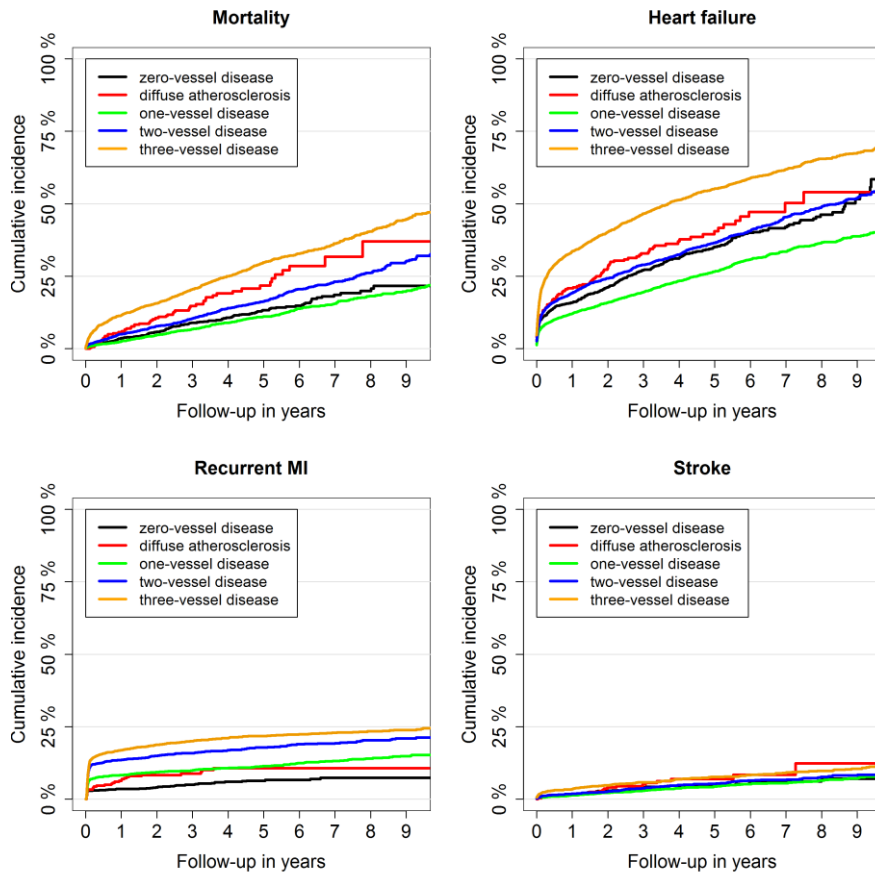 Mortality
Cumulative incidence
0 %
25 %
50 %
75 %
100 %
zero-vessel disease
diffuse atherosclerosis
one-vessel disease
two-vessel disease
three-vessel disease
0 1 2 3 4 5 6 7 8 9
Follow-up in years
Heart failure
Cumulative incidence
0 %
25 %
50 %
75 %
100 %
zero-vessel disease
diffuse atherosclerosis
one-vessel disease
two-vessel disease
three-vessel disease
0 1 2 3 4 5 6 7 8 9
Follow-up in years
Recurrent MI
Cumulative incidence
0 %
25 %
50 %
75 %
100 %
zero-vessel disease
diffuse atherosclerosis
one-vessel disease
two-vessel disease
three-vessel disease
0 1 2 3 4 5 6 7 8 9
Follow-up in years
Stroke
Cumulative incidence
0 %
25 %
50 %
75 %
100 %
zero-vessel disease
diffuse atherosclerosis
one-vessel disease
two-vessel disease
three-vessel disease
0 1 2 3 4 5 6 7 8 9
Follow-up in years